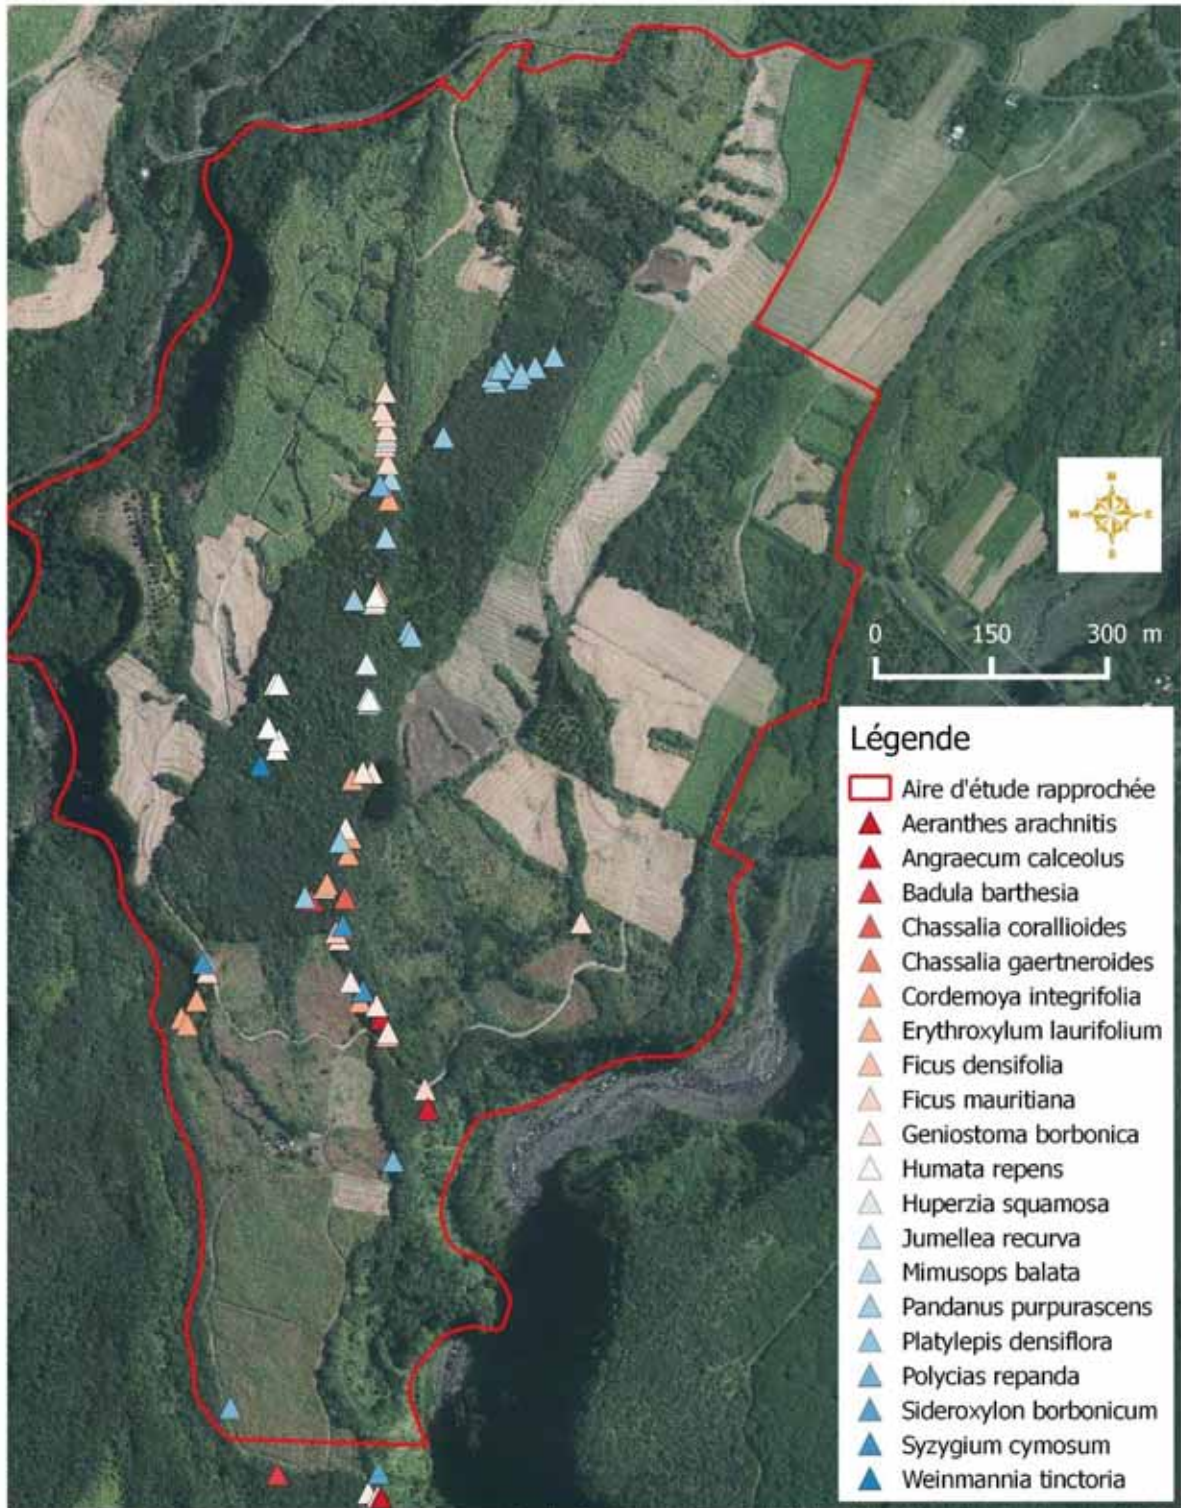 N
W E
S
0 150 300 m
Légende
Aire d'étude rapprochée
Aeranthes arachnitis
Angraecum calceolus
Badula barthesia
Chassalia corallioides
Chassalia gaertneroides
Cordemoya integrifolia
Erythroxylum laurifolium
Ficus densifolia
Ficus mauritiana
Geniostoma borbonica
Humata repens
Huperzia squamosa
Jumellea recurva
Mimusops balata
Pandanus purpurascens
Platylepis densiflora
Polycias repanda
Sideroxylon borbonicum
Syzygium cymosum
Weinmannia tinctoria